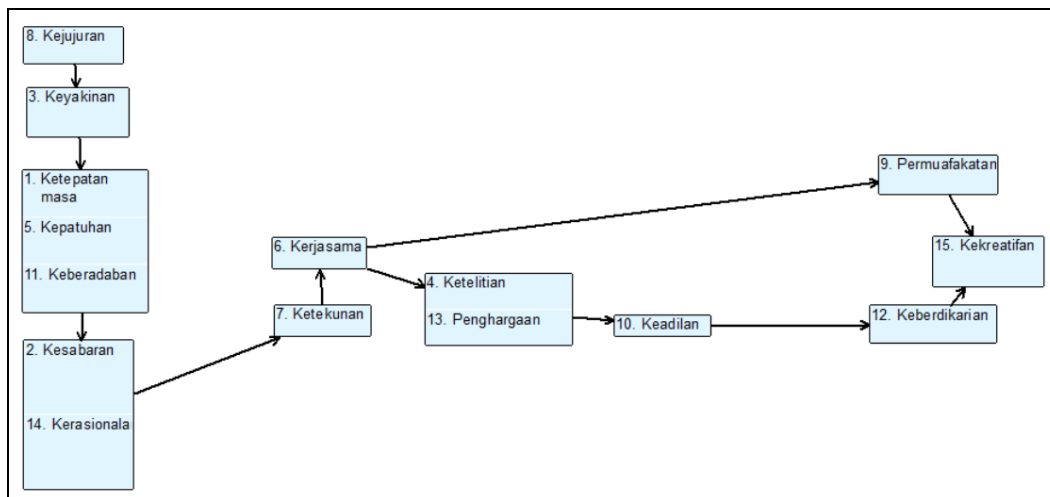 8. Kejujuran
3. Keyakinan
1. Ketepatan
masa
5. Kepatuhan
11. Keberadaban
2. Kesabaran
14. Kerasionala
7. Ketekunan
6. Kerjasama
4. Ketelitian
13. Penghargaan
10. Keadilan
9. Permuafakatan
15. Kekreatifan
12. Keberdikarian